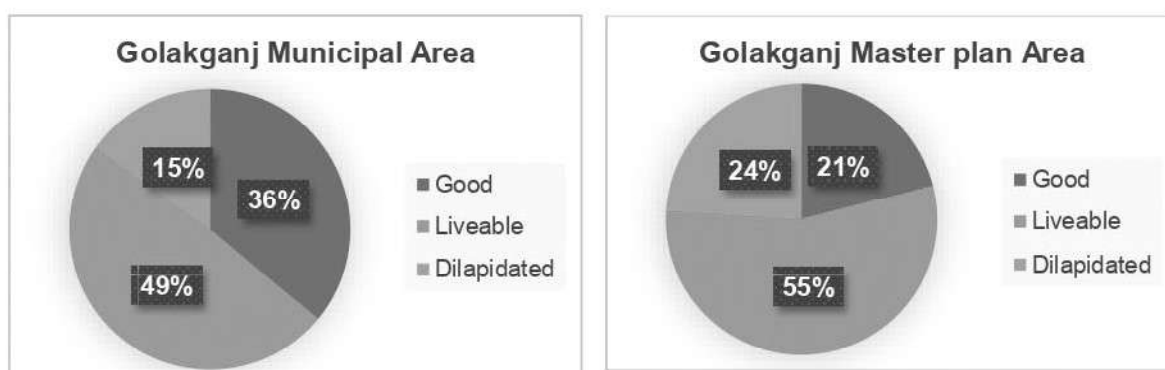 Golakganj Municipal Area
15%
36%
49%
Good
Liveable
Dilapidated
Golakganj Master plan Area
24%
21%
55%
Good
Liveable
Dilapidated